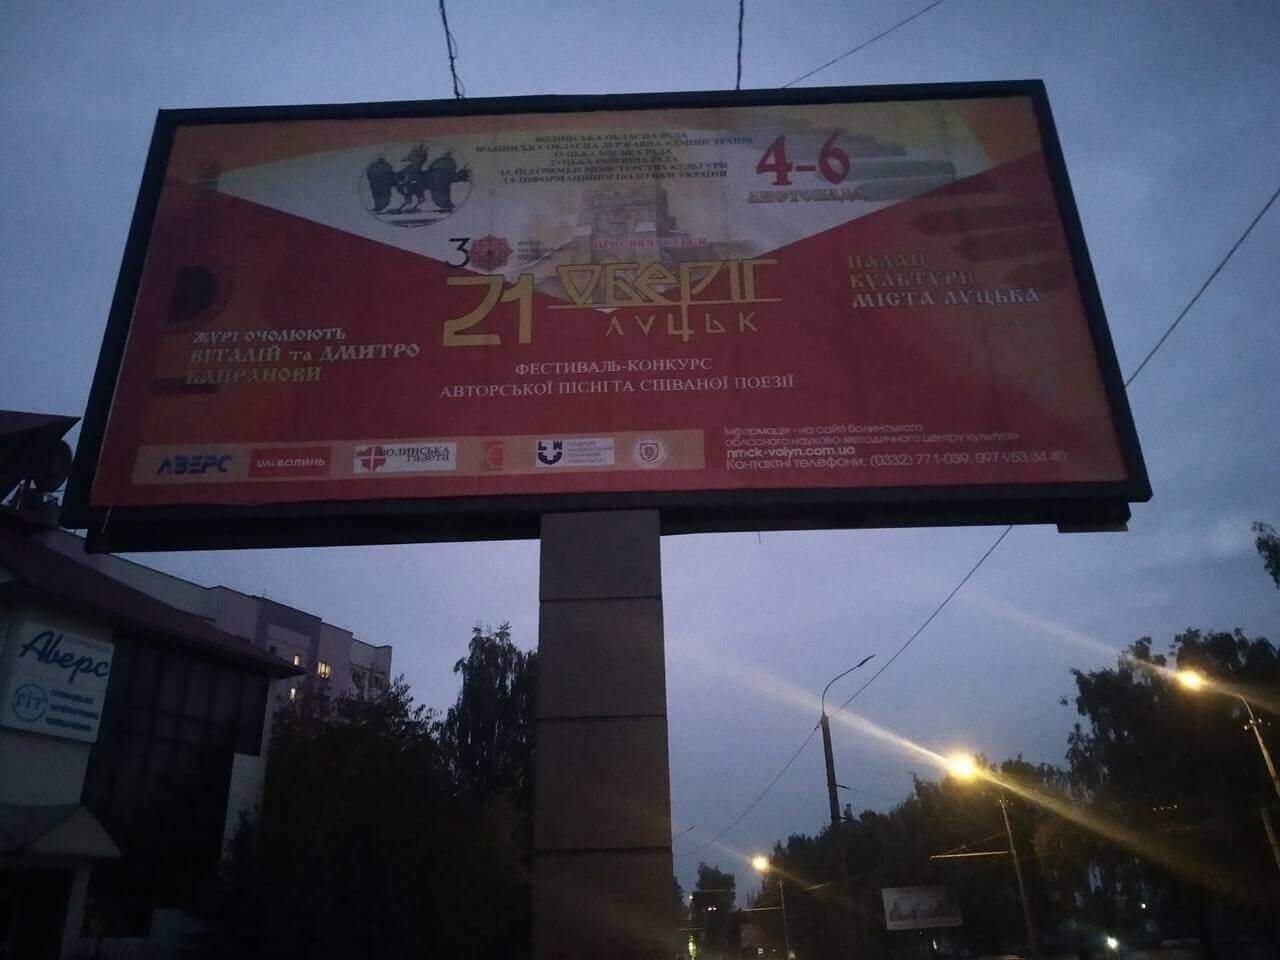 ВОЛИНСЬКА ОБЛАСНА РАДА
ВОЛИНСЬКА ОБЛАСНА ДЕРЖАВНА АДМІНІСТРАЦІЯ
ЛУЦЬКА МІСЬКА РАДА
ЛУЦЬКА РАЙОННА РАДА
ЗА ПІДТРИМКИ МІНІСТЕРСТВА КУЛЬТУРИ
ТА ІНФОРМАЦІЙНОЇ ПОЛІТИКИ УКРАЇНИ
4-6
ЛИСТОПАДА
ПРИСВЯЧУЄТЬСЯ
21 ОБЕРІГ
ЛУЦЬК
ПАЛАЦ
КУЛЬТУРИ
МІСТА ЛУЦЬКА
ЖУРІ ОЧОЛЮЮТЬ
ВІТАЛІЙ ТА ДМИТРО
КАПРАНОВИ
ФЕСТИВАЛЬ-КОНКУРС
АВТОРСЬКОЇ ПІСНІ ТА СПІВАНОЇ ПОЕЗІЇ
АВЕРС
UA:ВОЛИНЬ
ВОЛИНСЬКА
газета
Інформація - на сайті Волинського
обласного науково методичного центру культури
nmck-volyn.com.ua
Контактні телефони: (0332) 771-039, 097 953 34 40
Аверс